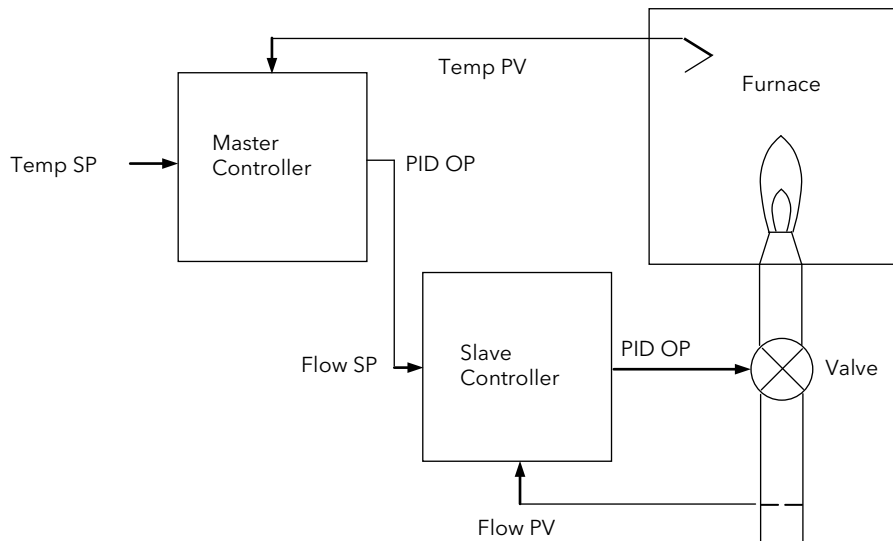 Temp PV
Furnace
Master
Controller
Temp SP
PID OP
Flow SP
Slave
Controller
PID OP
Valve
Flow PV